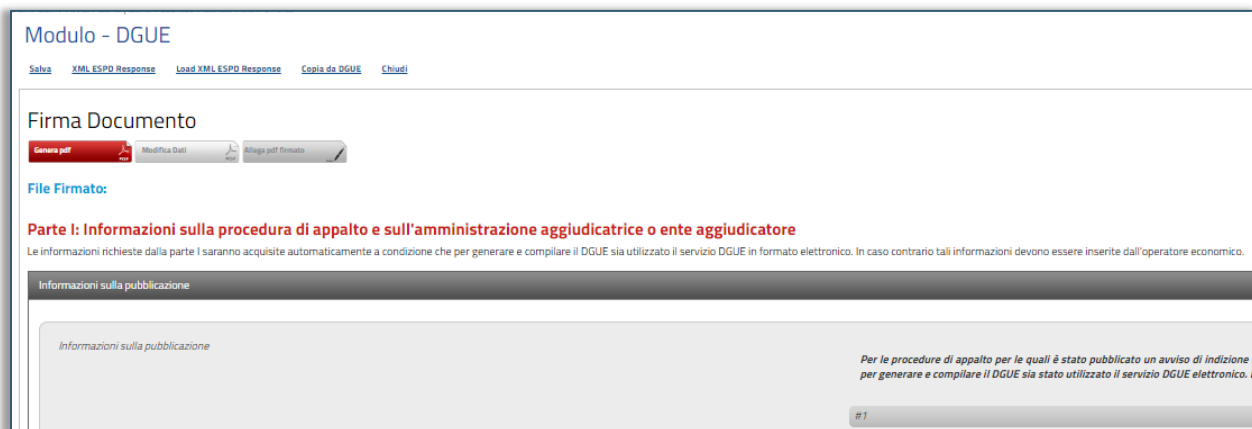 Modulo - DGUE
Salva XML ESPD Response Load XML ESPD Response Copia da DGUE Chiudi
Firma Documento
Genera pdf Modifica Dati Allega pdf firmato
File Firmato:
Parte I: Informazioni sulla procedura di appalto e sull'amministrazione aggiudicatrice o ente aggiudicatore
Le informazioni richieste dalla parte I saranno acquisite automaticamente a condizione che per generare e compilare il DGUE sia utilizzato il servizio DGUE in formato elettronico. In caso contrario tali informazioni devono essere inserite dall'operatore economico.
Informazioni sulla pubblicazione
Informazioni sulla pubblicazione
Per le procedure di appalto per le quali è stato pubblicato un avviso di indizione
per generare e compilare il DGUE sia stato utilizzato il servizio DGUE elettronico.
#1